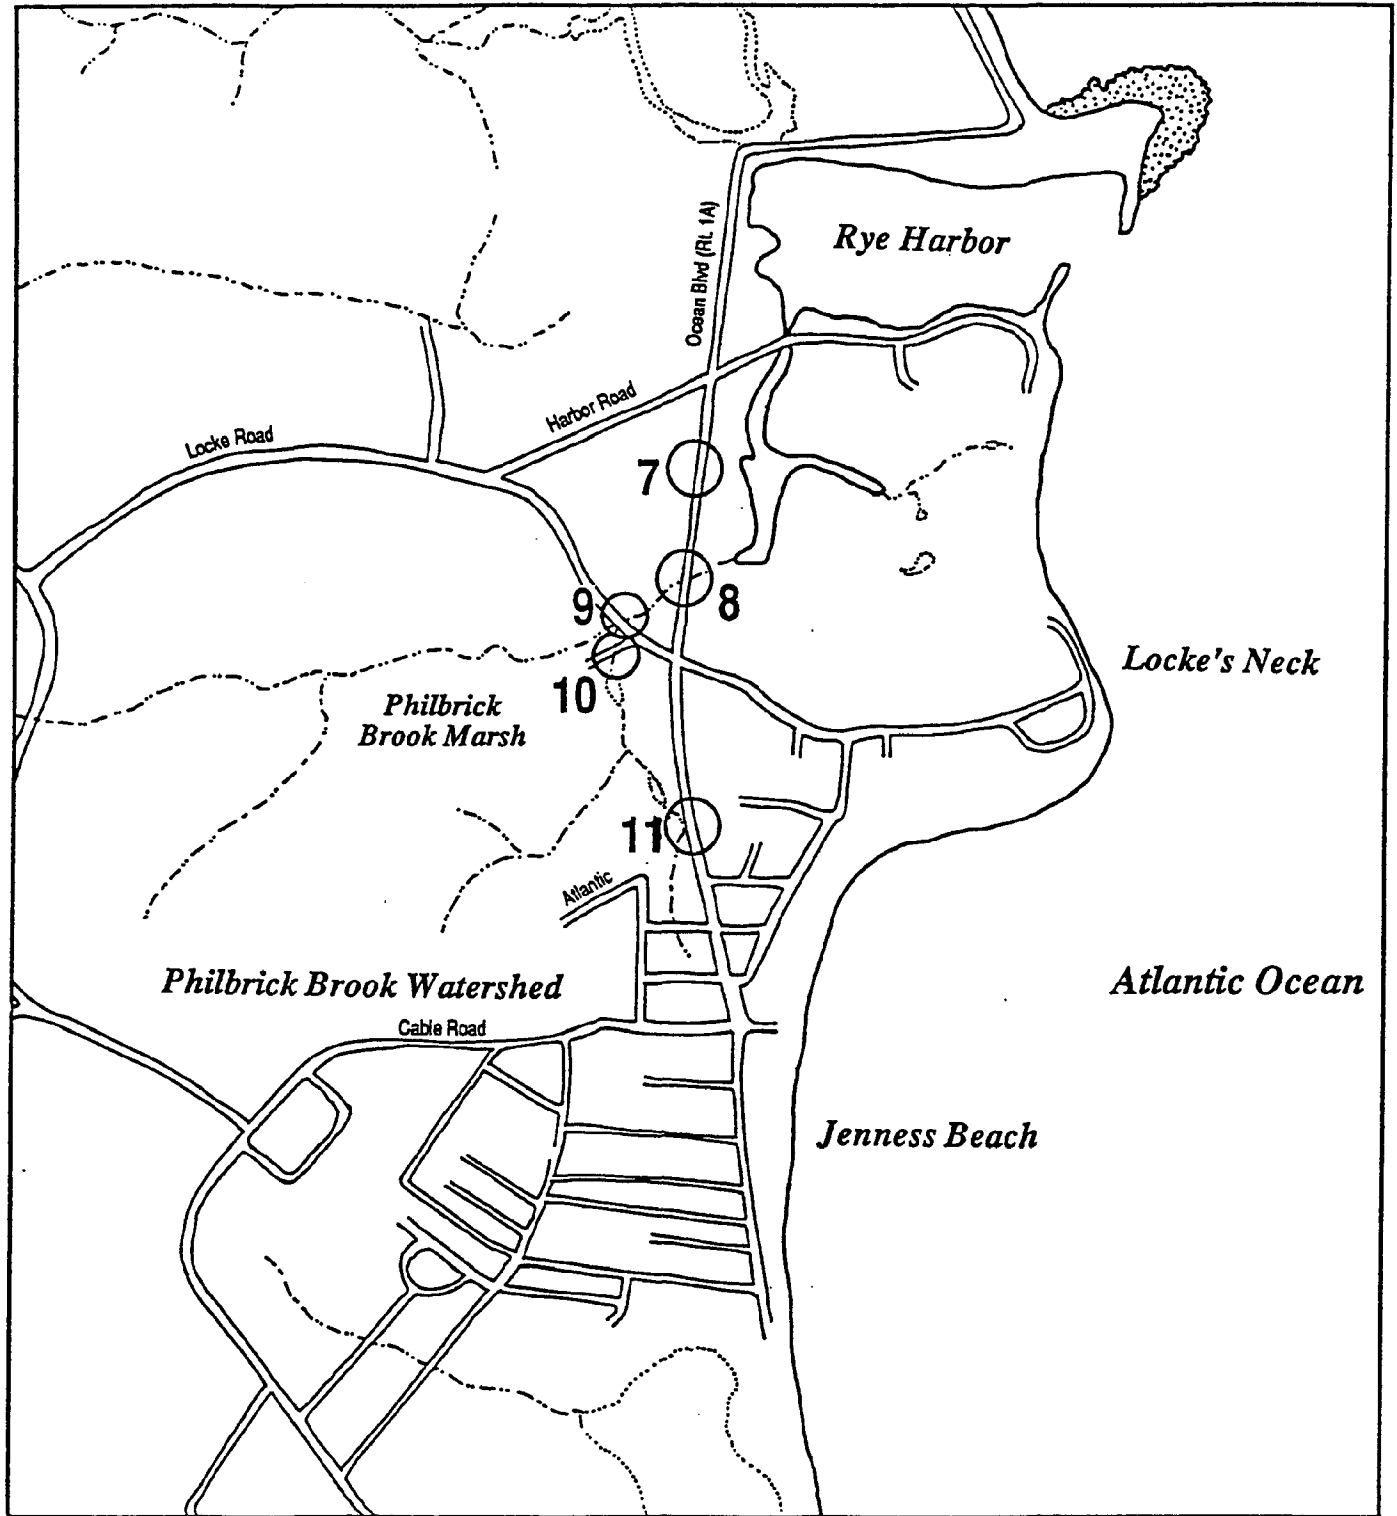 Rye Harbor
Ocean Blvd (Rt. 1A)
Harbor Road
Locke Road
7
8
9
10
Locke's Neck
Philbrick
Brook Marsh
11
Atlantic
Philbrick Brook Watershed
Atlantic Ocean
Cable Road
Jenness Beach